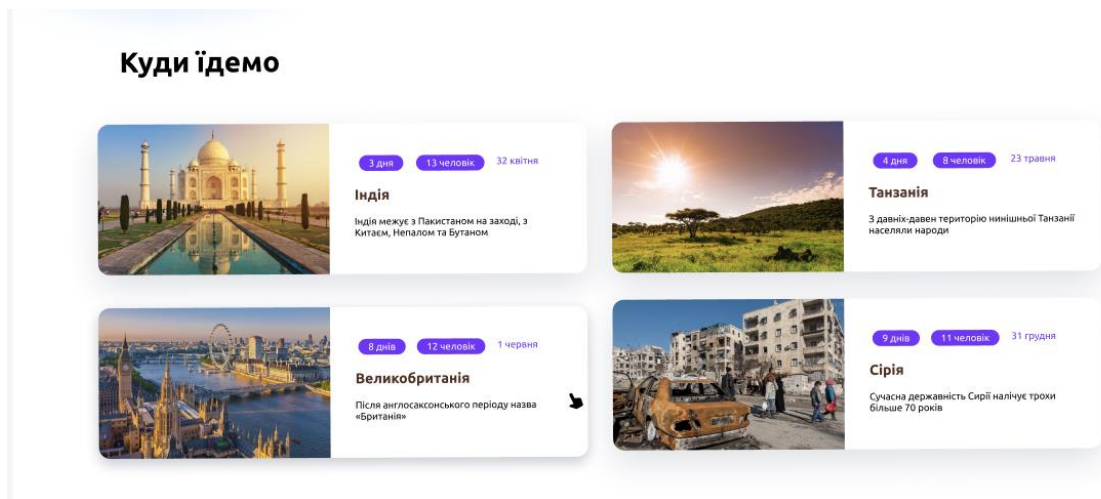 Куди їдемо
3 дня 13 человік 32 квітня
Індія
Індія межує з Пакистаном на заході, з
Китаєм, Непалом та Бутаном
4 дня 8 человік 23 травня
Танзанія
З давніх-давен територію нинішньої Танзанії
населяли народи
8 днів 12 человік 1 червня
Великобританія
Після англосаксонського періоду назва
«Британія»
9 днів 11 человік 31 грудня
Сірія
Сучасна державність Сирії налічує трохи
більше 70 років